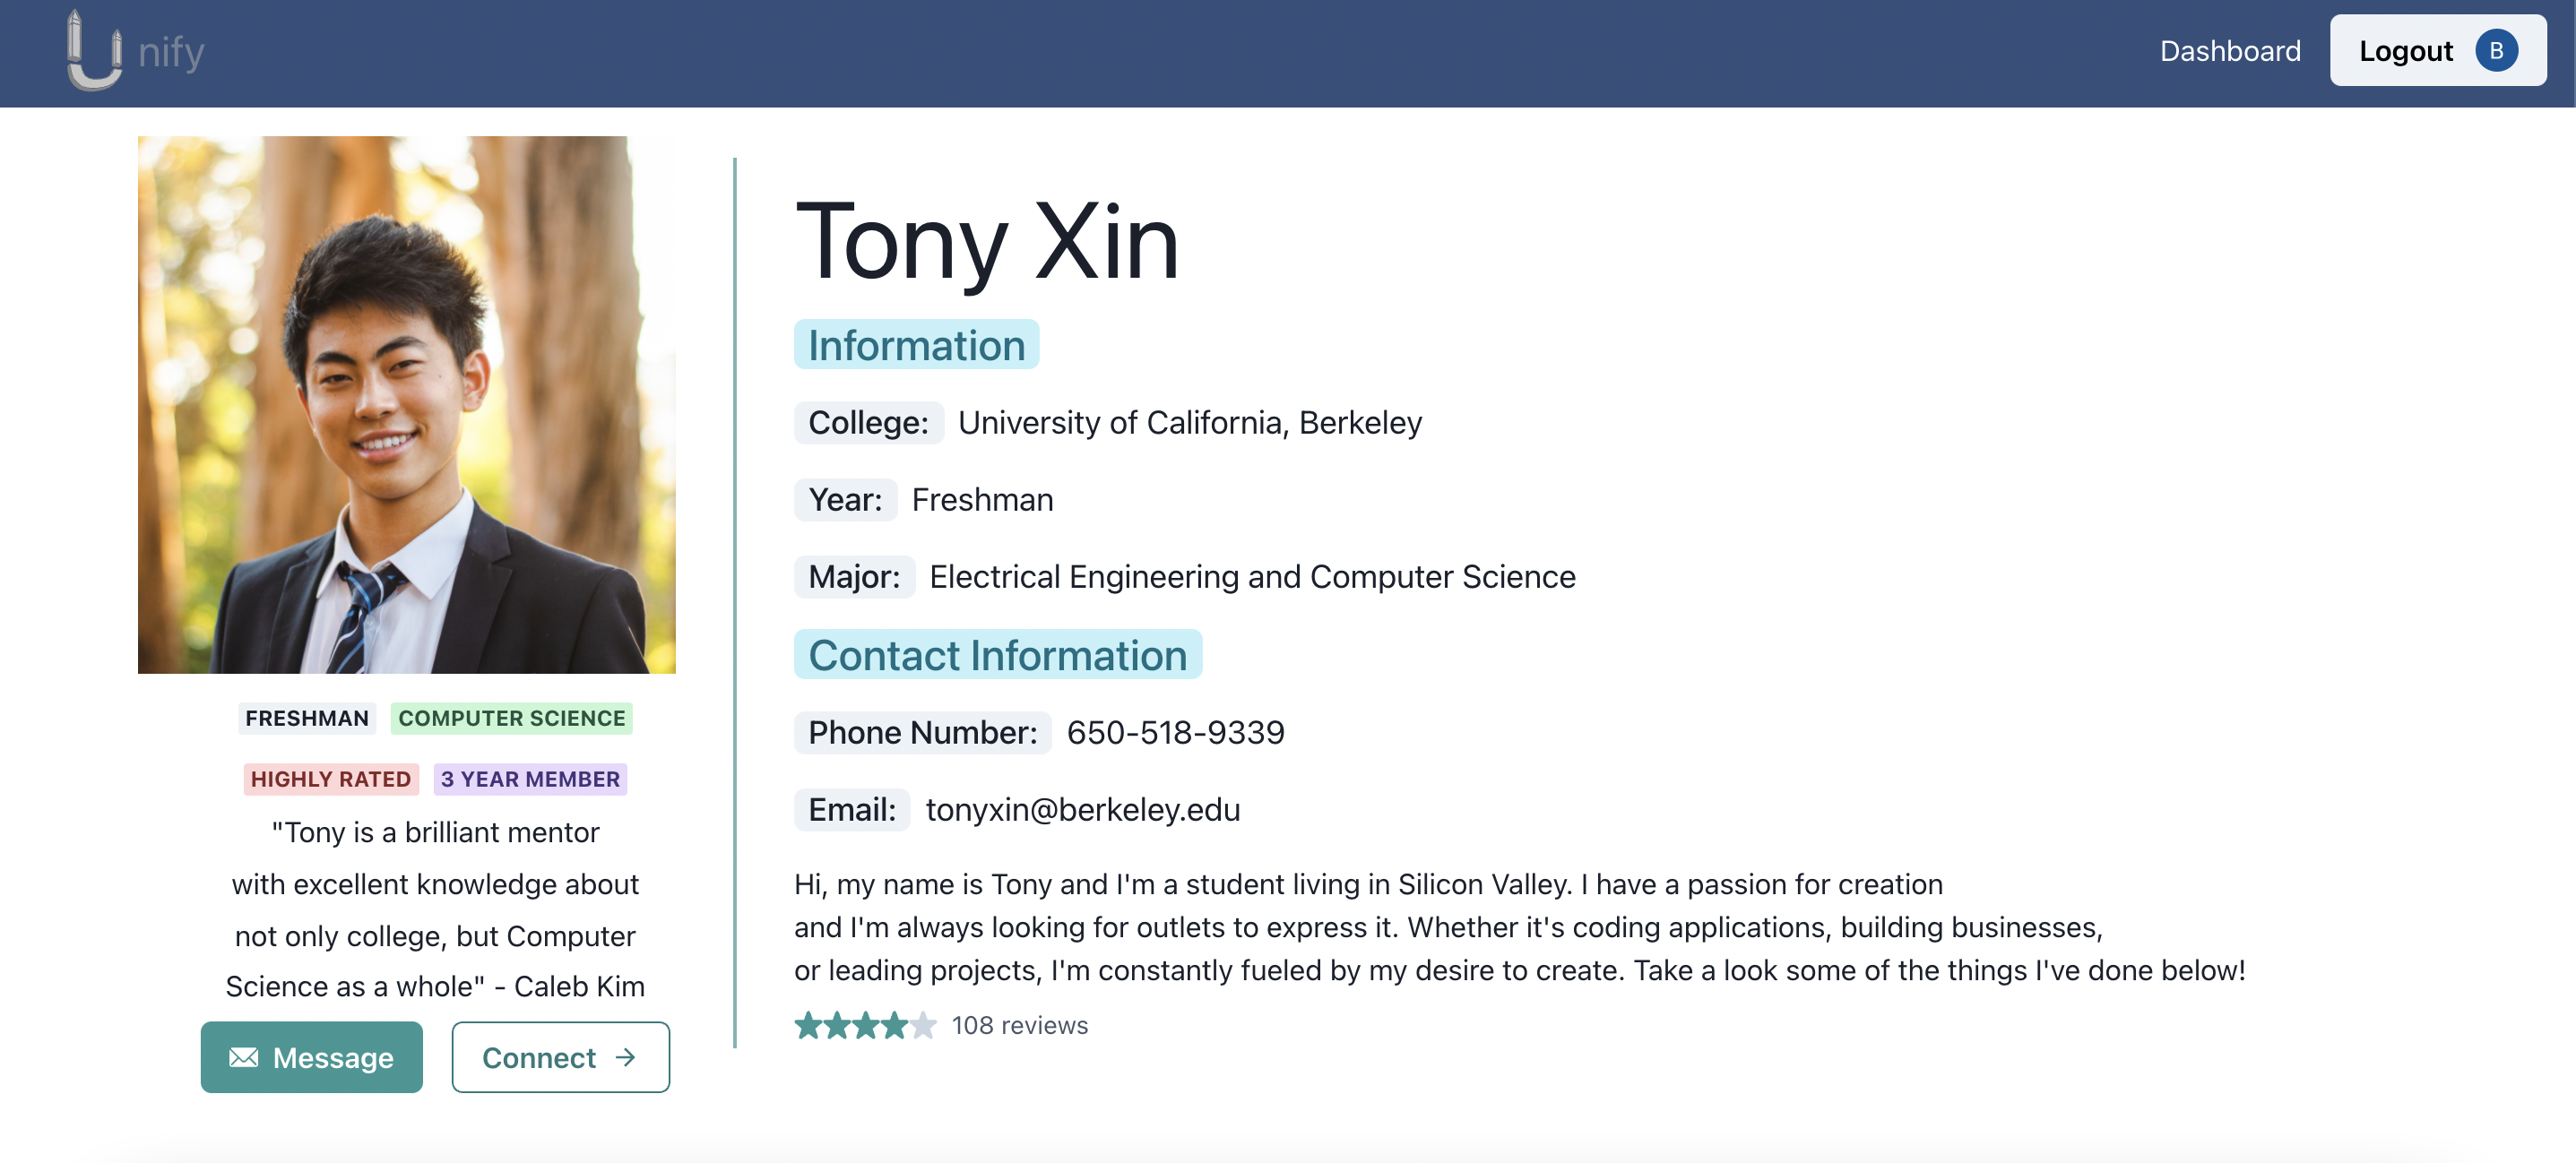 Unify
Dashboard
Logout B
Tony Xin
Information
College: University of California, Berkeley
Year: Freshman
Major: Electrical Engineering and Computer Science
Contact Information
Phone Number: 650-518-9339
Email: tonyxin@berkeley.edu
Hi, my name is Tony and I'm a student living in Silicon Valley. I have a passion for creation
and I'm always looking for outlets to express it. Whether it's coding applications, building businesses,
or leading projects, I'm constantly fueled by my desire to create. Take a look some of the things I've done below!
108 reviews
FRESHMAN COMPUTER SCIENCE
HIGHLY RATED 3 YEAR MEMBER
"Tony is a brilliant mentor
with excellent knowledge about
not only college, but Computer
Science as a whole" - Caleb Kim
Message
Connect